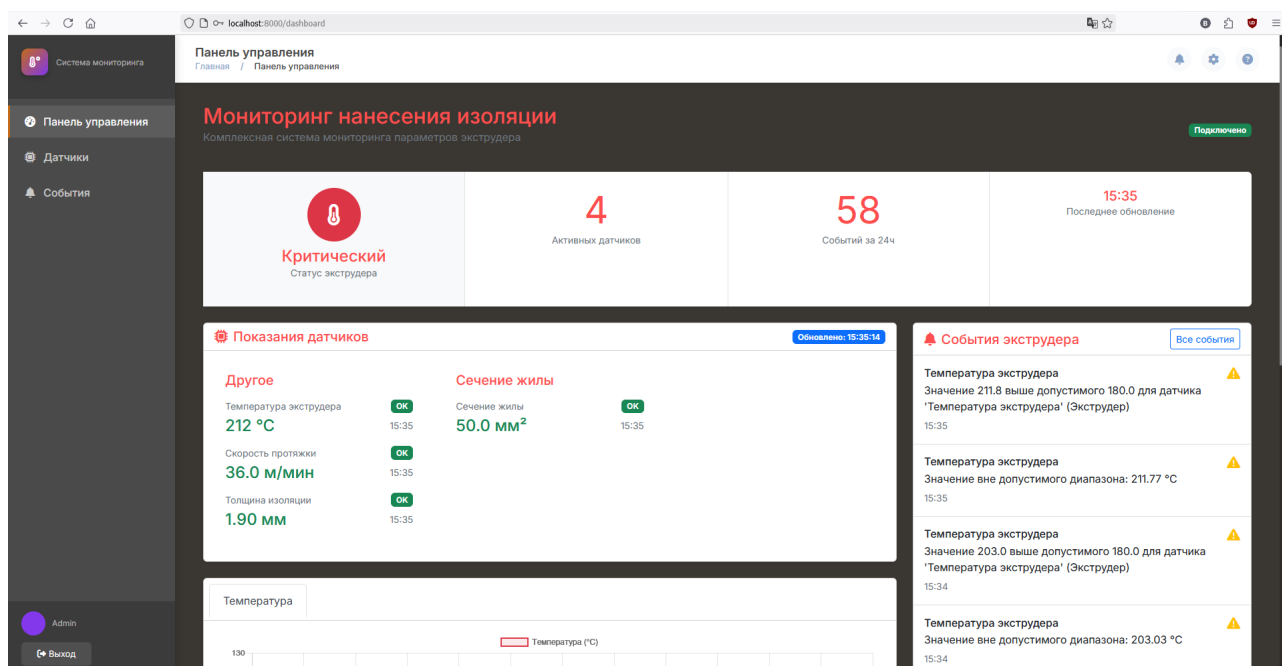 localhost:8000/dashboard
Система мониторинга
Панель управления
Датчики
События
Admin
Выход
Панель управления
Главная / Панель управления
Мониторинг нанесения изоляции
Комплексная система мониторинга параметров экструдера
Подключено
Критический
Статус экструдера
4
Активных датчиков
58
Событий за 24ч
15:35
Последнее обновление
Показания датчиков
Обновлено: 15:35:14
Другое
Температура экструдера OK
212 °C 15:35
Скорость протяжки OK
36.0 м/мин 15:35
Толщина изоляции OK
1.90 мм 15:35
Сечение жилы
Сечение жилы OK
50.0 мм² 15:35
Температура
Температура (°C)
130
События экструдера
Все события
Температура экструдера
Значение 211.8 выше допустимого 180.0 для датчика
'Температура экструдера' (Экструдер)
15:35
Температура экструдера
Значение вне допустимого диапазона: 211.77 °C
15:35
Температура экструдера
Значение 203.0 выше допустимого 180.0 для датчика
'Температура экструдера' (Экструдер)
15:34
Температура экструдера
Значение вне допустимого диапазона: 203.03 °C
15:34